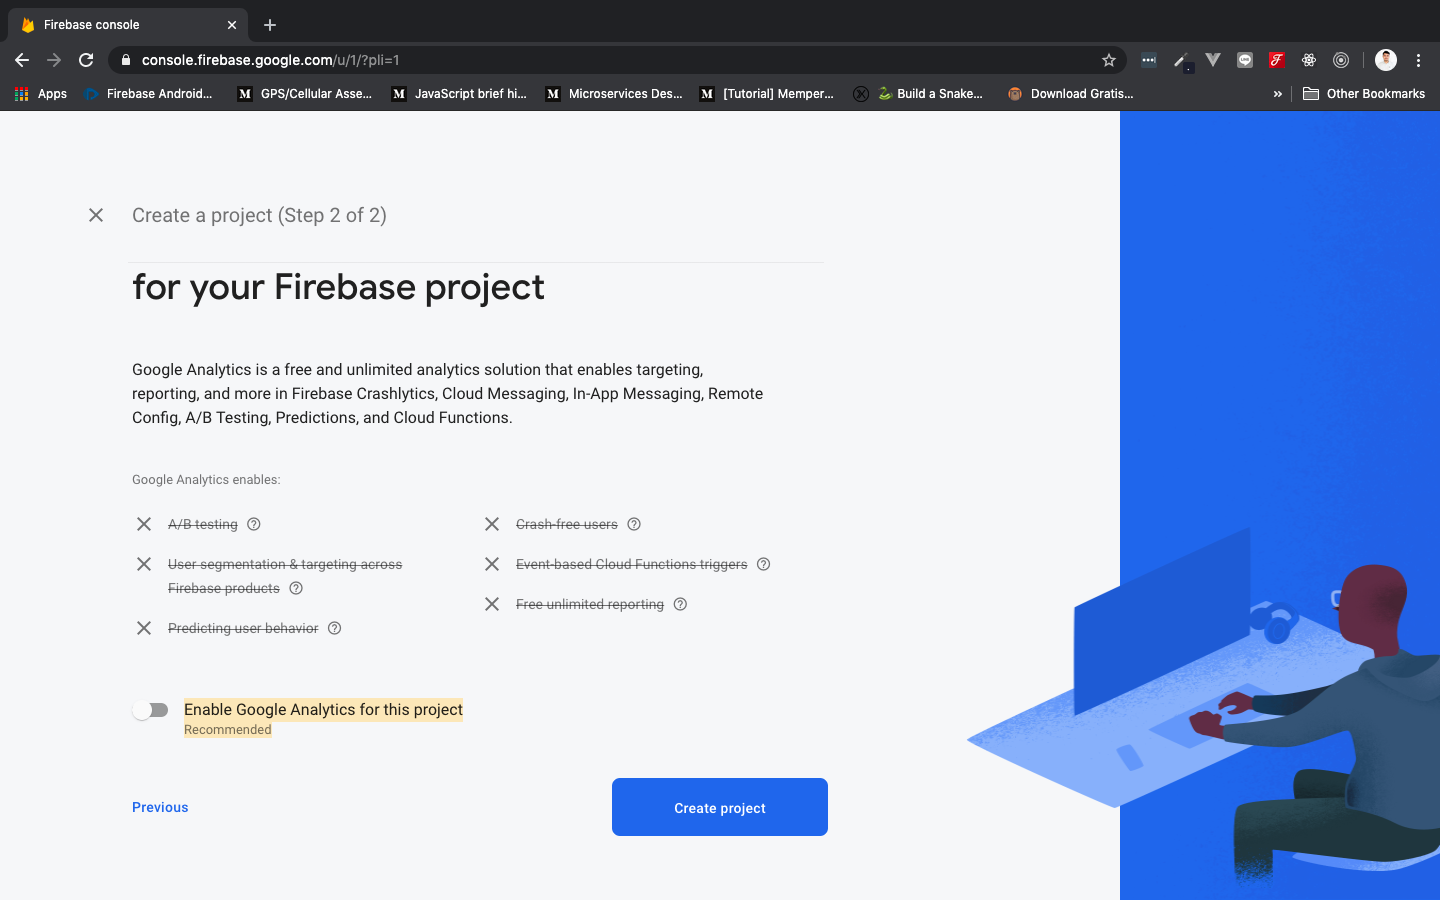 Firebase console
console.firebase.google.com/u/1/?pli=1
Apps
Firebase Android...
GPS/Cellular Asse...
JavaScript brief hi...
Microservices Des...
[Tutorial] Memper...
Build a Snake...
Download Gratis...
»
Other Bookmarks
Create a project (Step 2 of 2)
for your Firebase project
Google Analytics is a free and unlimited analytics solution that enables targeting,
reporting, and more in Firebase Crashlytics, Cloud Messaging, In-App Messaging, Remote
Config, A/B Testing, Predictions, and Cloud Functions.
Google Analytics enables:
A/B testing
User segmentation & targeting across
Firebase products
Predicting user behavior
Crash-free users
Event-based Cloud Functions triggers
Free unlimited reporting
Enable Google Analytics for this project
Recommended
Previous
Create project